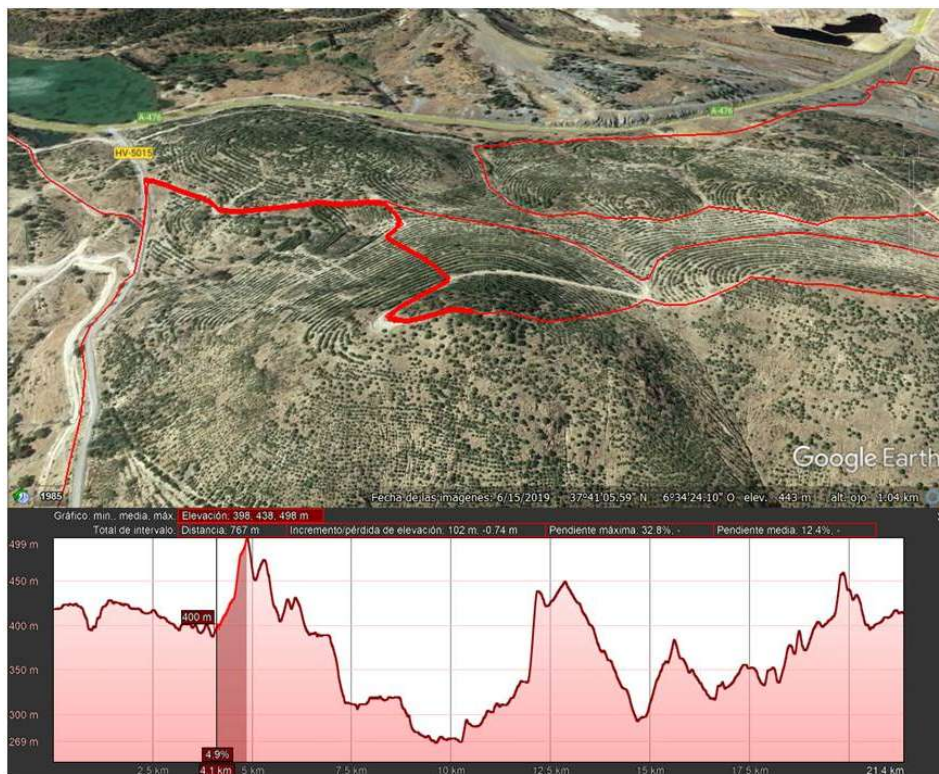 A-476
A-476
HV-5015
Google Earth
1985
Fecha de las imágenes: 6/15/2019 37°41'05.59" N 6°34'24.10" O elev. 443 m alt. ojo 1.04 km
Gráfico: mín., media, máx. Elevación: 398, 438, 498 m
Total de intervalo: Distancia: 767 m Incremento/pérdida de elevación: 102 m, -0.74 m Pendiente máxima: 32.8%, - Pendiente media: 12.4%, -
499 m
450 m
400 m
400 m
350 m
300 m
269 m
4.9%
2.5 km 4.1 km 5 km 7.5 km 10 km 12.5 km 15 km 17.5 km 21.4 km